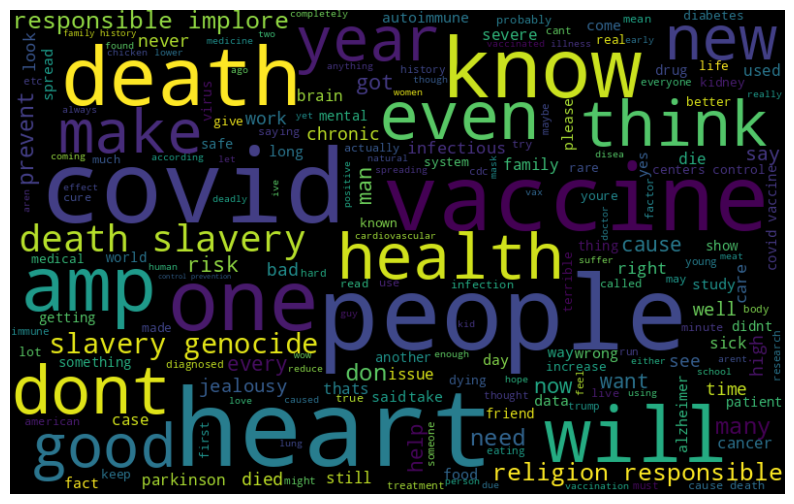 responsible implore
completely
autoimmune
probably
cant
mean
diabetes
family history
chicken lower
etc
found
medicine
two
never
severe
come
real
early
new
year
know
death
spread
ago
anything
vaccinated
illness
history
though
women
got
drug
used
everyone
kidney
life
really
prevent
look
virus
always
yet
brain
even
think
make
give
work
mental
please
better
safe
saying
chronic
actually
try
maybe
coming
according
let
infectious
much
long
natural
system
cdc
rare
die
yes
say
disea
centers control
effect
cure
deadly
ive
positive
spreading
mask
family
youre
factor
aren
covid
man
vaccine
vax
doctor
covid vaccine
death slavery
known
cardiovascular
health
thing
cause
show
suffer
young
meat
medical
world
risk
bad
hard
terrible
right
called
may
study
care
human
read
infection
body
amp
control prevention
one
people
use
guy
kid
minute
well
didnt
immune
getting
made
lot
slavery genocide
wow
enough
day
way
wrong
run
either
arent
sick
something
diagnosed
reduce
another
increase
see
high
school
research
every
don
issue
dying
now
want
feel
live
using
jealousy
thats
hope
thought
data
trump
must
time
dont
love
caused
true
said
take
friend
patient
american
case
first
heart
will
alzheimer
many
good
lung
help
someone
need
cancer
fact
keep
parkinson
died
might
still
food
eating
treatment
person
due
vaccination
religion responsible
cause death